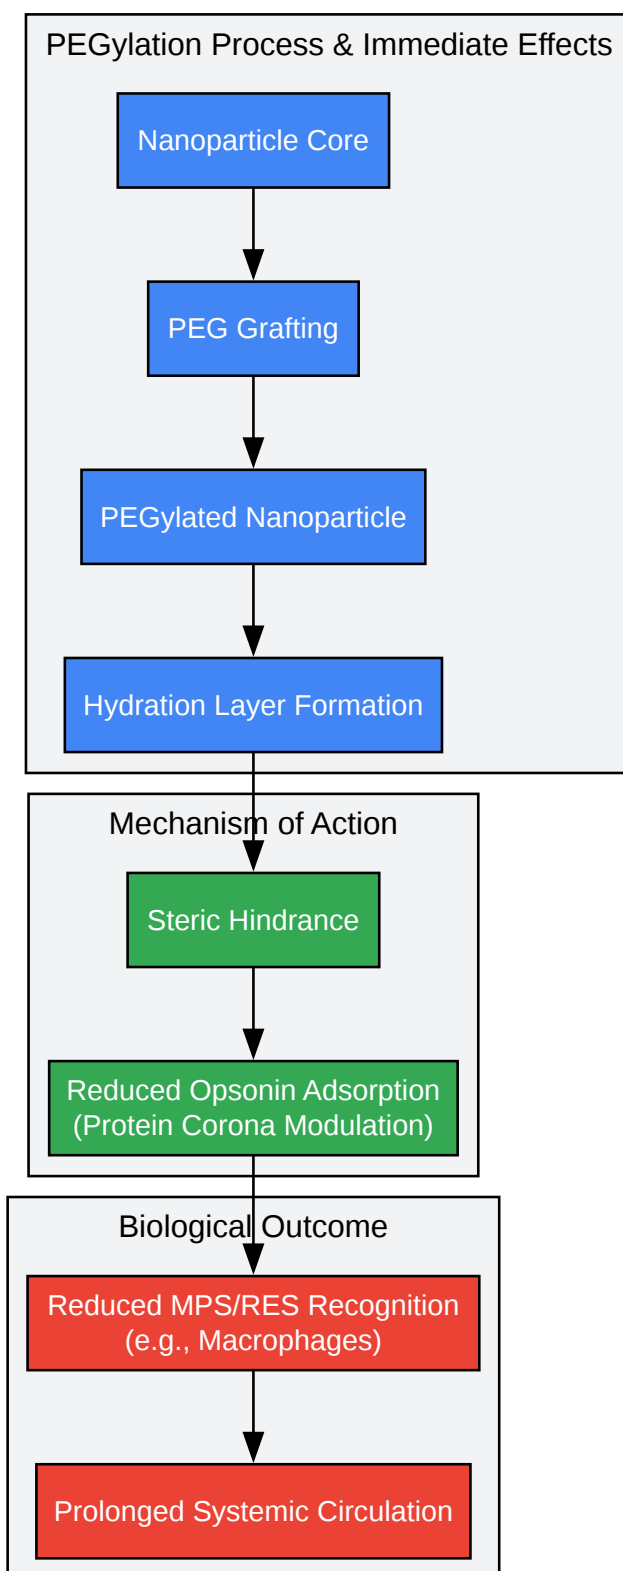 PEGylation Process & Immediate Effects
Nanoparticle Core
PEG Grafting
PEGylated Nanoparticle
Hydration Layer Formation
Mechanism of Action
Steric Hindrance
Reduced Opsonin Adsorption
(Protein Corona Modulation)
Biological Outcome
Reduced MPS/RES Recognition
(e.g., Macrophages)
Prolonged Systemic Circulation